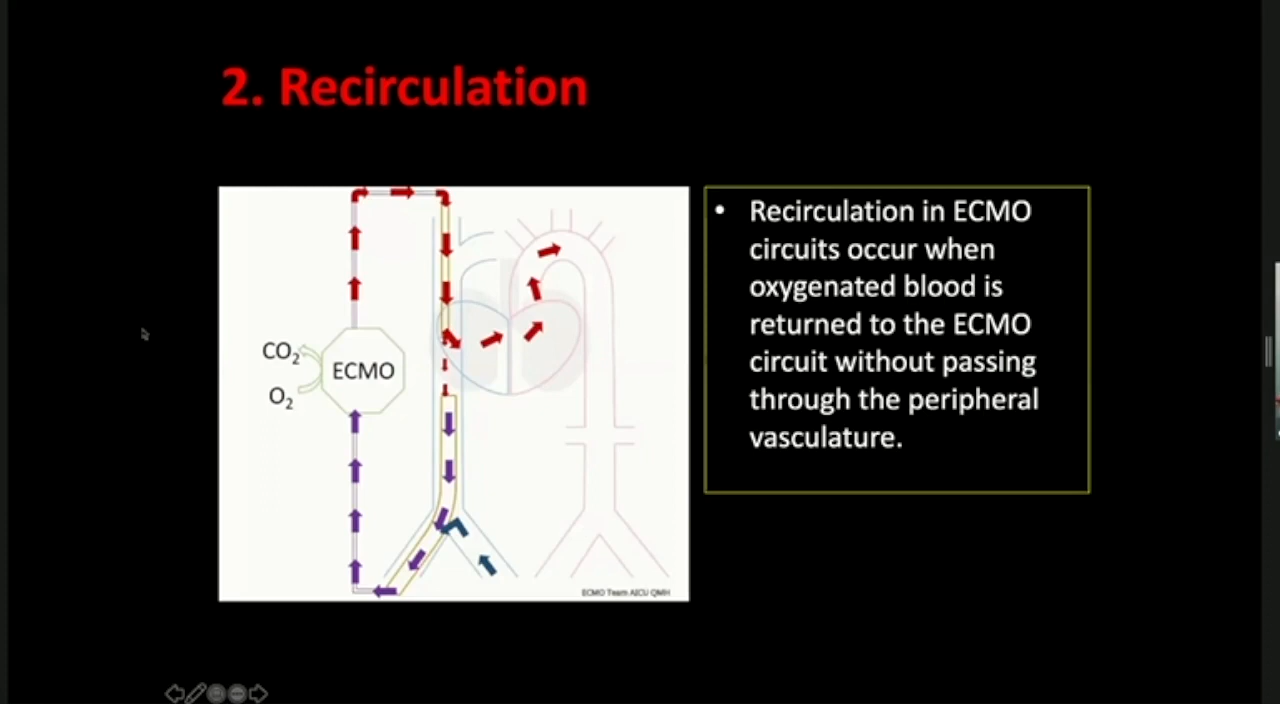 2. Recirculation
CO2
O2
ECMO
ECMO Team AICU QMH
• Recirculation in ECMO
circuits occur when
oxygenated blood is
returned to the ECMO
circuit without passing
through the peripheral
vasculature.